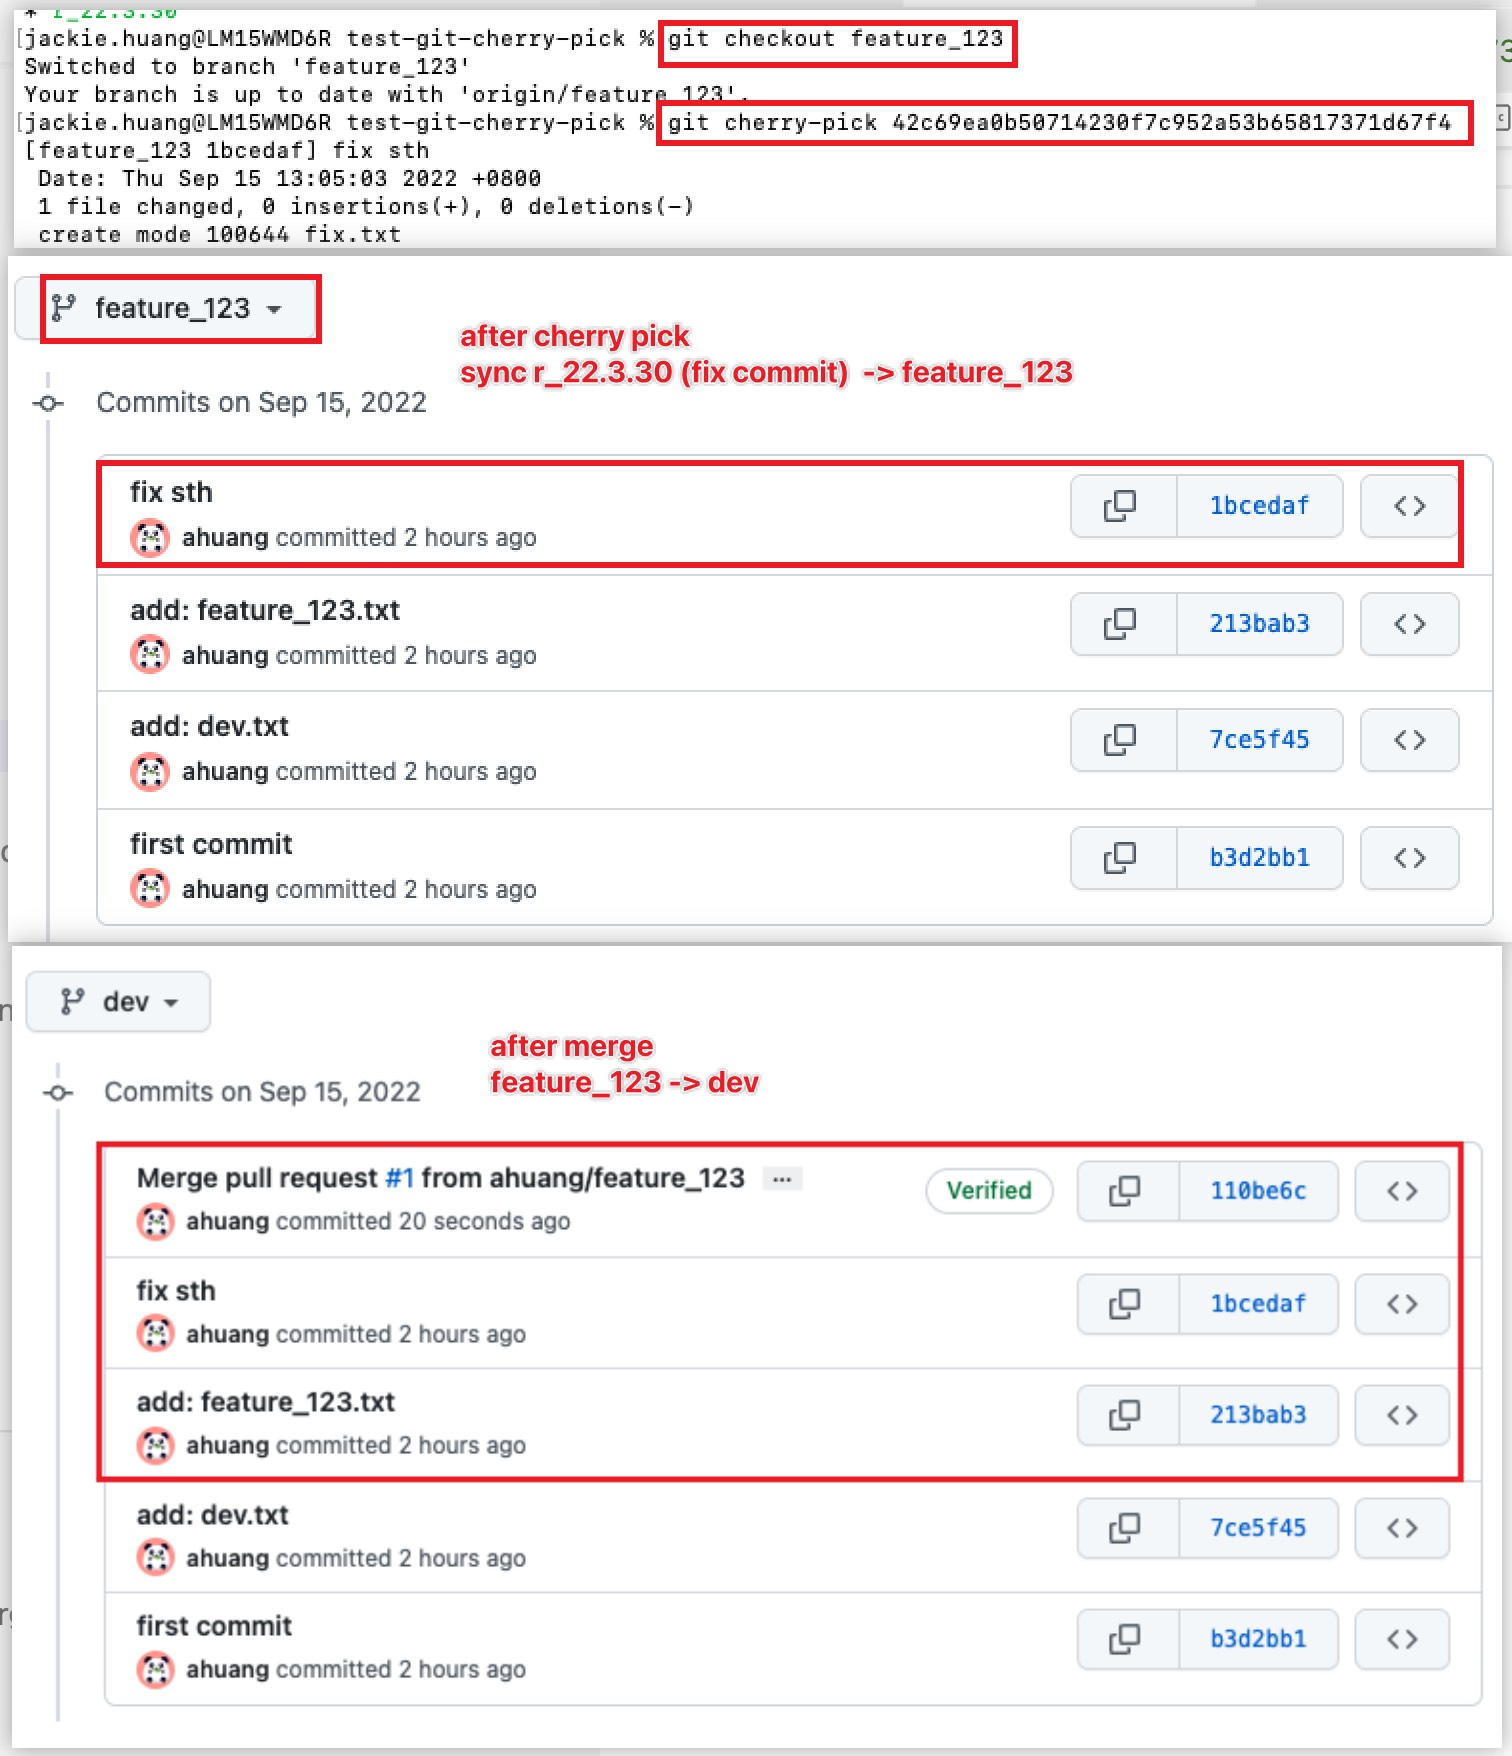 * r_22.3.30
[jackie.huang@LM15WMD6R test-git-cherry-pick % git checkout feature_123
Switched to branch 'feature_123'
Your branch is up to date with 'origin/feature_123'.
[jackie.huang@LM15WMD6R test-git-cherry-pick % git cherry-pick 42c69ea0b50714230f7c952a53b65817371d67f4
[feature_123 1bcedaf] fix sth
Date: Thu Sep 15 13:05:03 2022 +0800
1 file changed, 0 insertions(+), 0 deletions(-)
create mode 100644 fix.txt
feature_123
after cherry pick
sync r_22.3.30 (fix commit) -> feature_123
Commits on Sep 15, 2022
fix sth
1bcedaf
ahuang committed 2 hours ago
add: feature_123.txt
213bab3
ahuang committed 2 hours ago
add: dev.txt
7ce5f45
ahuang committed 2 hours ago
first commit
b3d2bb1
ahuang committed 2 hours ago
dev
after merge
feature_123 -> dev
Commits on Sep 15, 2022
Merge pull request #1 from ahuang/feature_123 ...
Verified
110be6c
ahuang committed 20 seconds ago
fix sth
1bcedaf
ahuang committed 2 hours ago
add: feature_123.txt
213bab3
ahuang committed 2 hours ago
add: dev.txt
7ce5f45
ahuang committed 2 hours ago
first commit
b3d2bb1
ahuang committed 2 hours ago